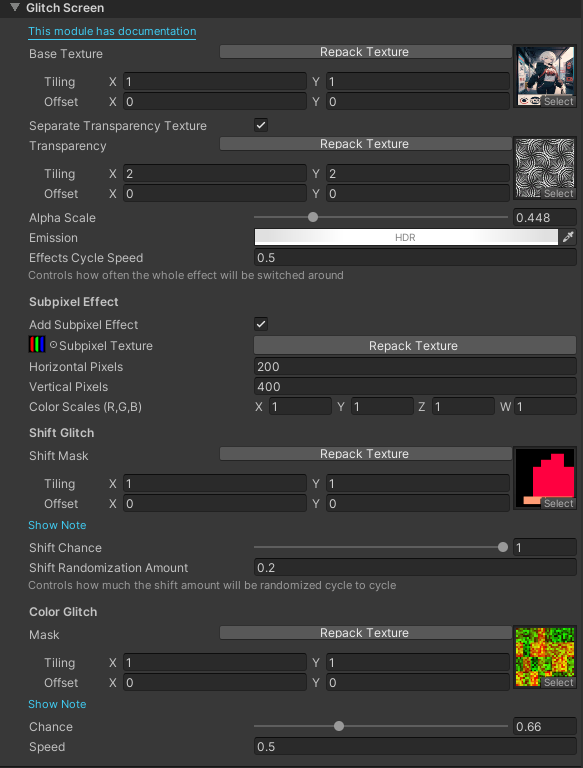 Glitch Screen
This module has documentation
Base Texture Repack Texture
Tiling X 1 Y 1
Offset X 0 Y 0 Select
Separate Transparency Texture
Transparency Repack Texture
Tiling X 2 Y 2
Offset X 0 Y 0 Select
Alpha Scale 0.448
Emission HDR
Effects Cycle Speed 0.5
Controls how often the whole effect will be switched around
Subpixel Effect
Add Subpixel Effect
Subpixel Texture Repack Texture
Horizontal Pixels 200
Vertical Pixels 400
Color Scales (R,G,B) X 1 Y 1 Z 1 W 1
Shift Glitch
Shift Mask Repack Texture
Tiling X 1 Y 1
Offset X 0 Y 0 Select
Show Note
Shift Chance 1
Shift Randomization Amount 0.2
Controls how much the shift amount will be randomized cycle to cycle
Color Glitch
Mask Repack Texture
Tiling X 1 Y 1
Offset X 0 Y 0 Select
Show Note
Chance 0.66
Speed 0.5